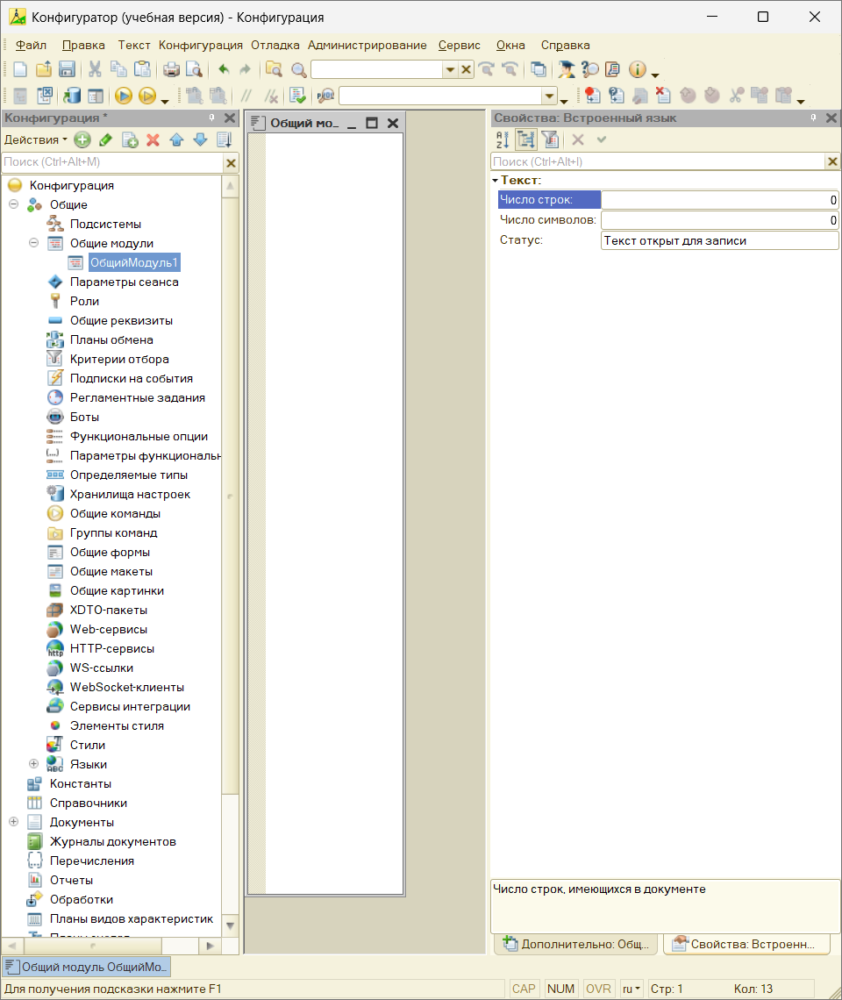 Конфигуратор (учебная версия) - Конфигурация
Файл Правка Текст Конфигурация Отладка Администрирование Сервис Окна Справка
Конфигурация *
Действия
Поиск (Ctrl+Alt+M)
Конфигурация
Общие
Подсистемы
Общие модули
ОбщийМодуль1
Параметры сеанса
Роли
Общие реквизиты
Планы обмена
Критерии отбора
Подписки на события
Регламентные задания
Боты
Функциональные опции
Параметры функциональн
Определяемые типы
Хранилища настроек
Общие команды
Группы команд
Общие формы
Общие макеты
Общие картинки
XDTO-пакеты
Web-сервисы
HTTP-сервисы
WS-ссылки
WebSocket-клиенты
Сервисы интеграции
Элементы стиля
Стили
Языки
Константы
Справочники
Документы
Журналы документов
Перечисления
Отчеты
Обработки
Планы видов характеристик
Общий мо...
Свойства: Встроенный язык
Поиск (Ctrl+Alt+I)
Текст:
Число строк: 0
Число символов: 0
Статус: Текст открыт для записи
Число строк, имеющихся в документе
Дополнительно: Общ... Свойства: Встроенн...
Общий модуль ОбщийМо...
Для получения подсказки нажмите F1 CAP NUM OVR ru Стр: 1 Кол: 13